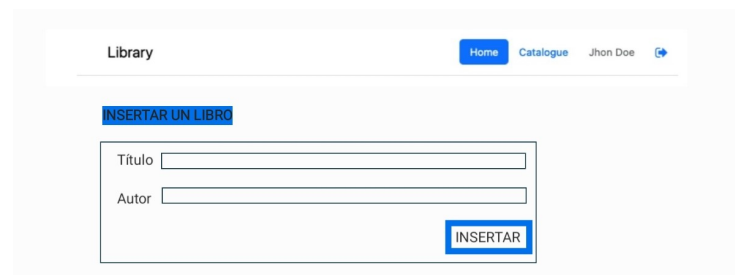 Library Home Catalogue Jhon Doe
INSERTAR UN LIBRO
Título
Autor
INSERTAR